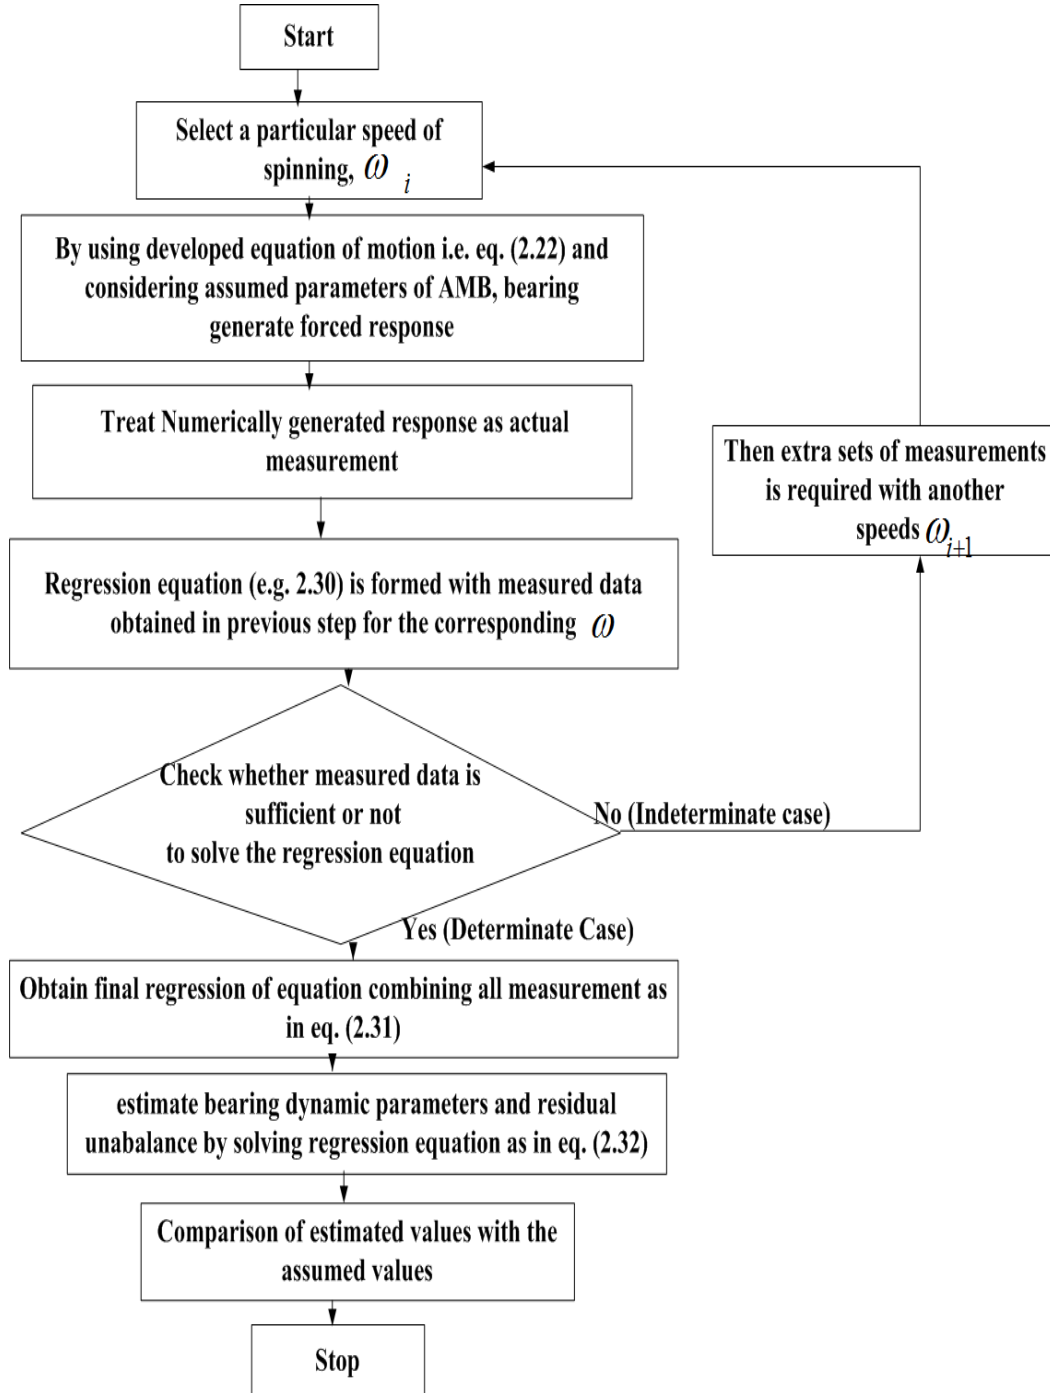 Start
Select a particular speed of
spinning, ω i
By using developed equation of motion i.e. eq. (2.22) and
considering assumed parameters of AMB, bearing
generate forced response
Treat Numerically generated response as actual
measurement
Then extra sets of measurements
is required with another
speeds ωi+1
Regression equation (e.g. 2.30) is formed with measured data
obtained in previous step for the corresponding ω
Check whether measured data is
sufficient or not
to solve the regression equation
No (Indeterminate case)
Yes (Determinate Case)
Obtain final regression of equation combining all measurement as
in eq. (2.31)
estimate bearing dynamic parameters and residual
unabalance by solving regression equation as in eq. (2.32)
Comparison of estimated values with the
assumed values
Stop